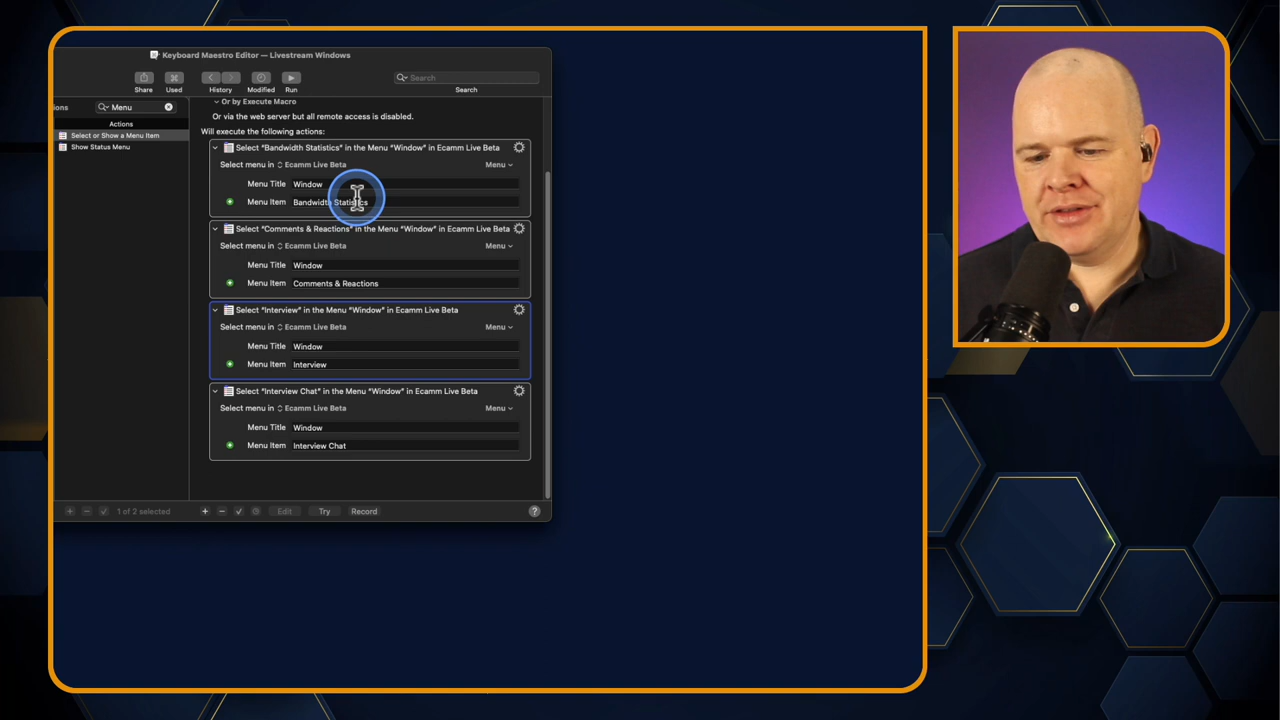 Keyboard Maestro Editor — Livestream Windows
Share
Used
History
Modified
Run
Search
Search
ions
Menu
Actions
Select or Show a Menu Item
Show Status Menu
Or by Execute Macro
Or via the web server but all remote access is disabled.
Will execute the following actions:
Select "Bandwidth Statistics" in the Menu "Window" in Ecamm Live Beta
Select menu in Ecamm Live Beta Menu
Menu Title Window
Menu Item Bandwidth Statistics
Select "Comments & Reactions" in the Menu "Window" in Ecamm Live Beta
Select menu in Ecamm Live Beta Menu
Menu Title Window
Menu Item Comments & Reactions
Select "Interview" in the Menu "Window" in Ecamm Live Beta
Select menu in Ecamm Live Beta Menu
Menu Title Window
Menu Item Interview
Select "Interview Chat" in the Menu "Window" in Ecamm Live Beta
Select menu in Ecamm Live Beta Menu
Menu Title Window
Menu Item Interview Chat
1 of 2 selected
Edit
Try
Record
?